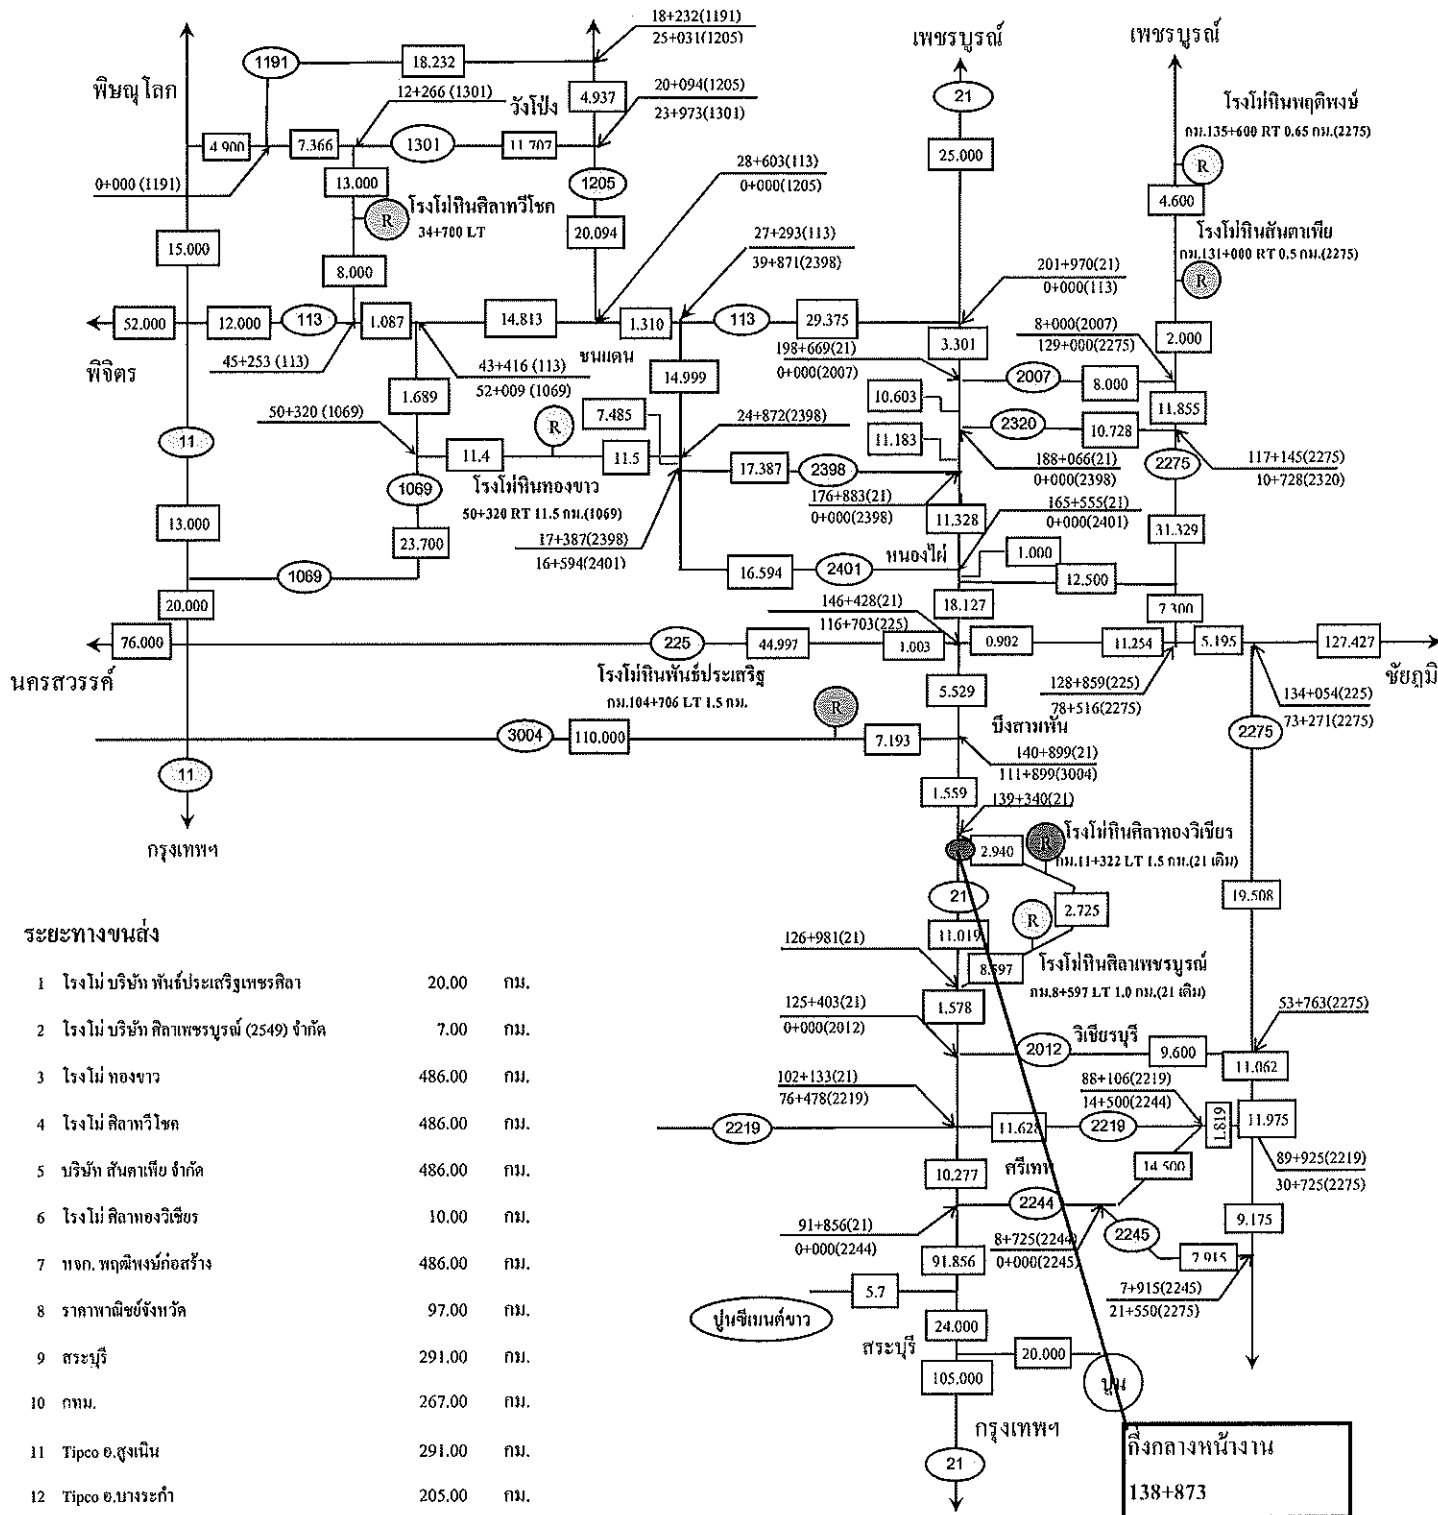 18+232(1191)
25+031(1205)
เพชรบูรณ์
เพชรบูรณ์
1191
18.232
พิษณุโลก
12+266 (1301)
วังโป่ง
4.937
20+094(1205)
23+973(1301)
21
โรงโม่หินพฤติพงษ์
กม.135+600 RT 0.65 กม.(2275)
4.900
7.366
1301
11.707
25.000
R
28+603(113)
0+000(1205)
0+000 (1191)
13.000
1205
4.600
R
โรงโม่หินศิลาทวีโชค
34+700 LT
20.094
27+293(113)
39+871(2398)
โรงโม่หินสันตาเพีย
กม.131+000 RT 0.5 กม.(2275)
15.000
8.000
201+970(21)
0+000(113)
R
52.000
12.000
113
1.087
14.813
1.310
113
29.375
8+000(2007)
129+000(2275)
2.000
พิจิตร
45+253 (113)
43+416 (113)
52+009 (1069)
ชนแดน
14.999
198+669(21)
0+000(2007)
3.301
2007
8.000
50+320 (1069)
1.689
R
7.485
24+872(2398)
10.603
2320
10.728
11.855
11
11.4
11.5
11.183
188+066(21)
0+000(2398)
2275
117+145(2275)
10+728(2320)
1069
โรงโม่หินทองขาว
50+320 RT 11.5 กม.(1069)
17.387
2398
176+883(21)
0+000(2398)
165+555(21)
0+000(2401)
13.000
23.700
17+387(2398)
16+594(2401)
11.328
31.329
หนองไผ่
1.000
1069
16.594
2401
12.500
20.000
146+428(21)
116+703(225)
18.127
7.300
76.000
225
44.997
1.003
0.902
11.254
5.195
127.427
นครสวรรค์
โรงโม่หินพันธ์ประเสริฐ
กม.104+706 LT 1.5 กม.
5.529
128+859(225)
78+516(2275)
134+054(225)
73+271(2275)
ชัยภูมิ
R
3004
110.000
7.193
บึงสามพัน
140+899(21)
111+899(3004)
2275
11
1.559
139+340(21)
กรุงเทพฯ
2.940
R
โรงโม่หินศิลาทองวิเชียร
กม.11+322 LT 1.5 กม.(21 เดิม)
21
2.725
19.508
R
126+981(21)
11.019
8.597
โรงโม่หินศิลาเพชรบูรณ์
กม.8+597 LT 1.0 กม.(21 เดิม)
125+403(21)
0+000(2012)
1.578
53+763(2275)
2012
วิเชียรบุรี
9.600
11.062
102+133(21)
76+478(2219)
88+106(2219)
14+500(2244)
2219
11.628
2219
1.819
11.975
10.277
ศรีเทพ
14.500
89+925(2219)
30+725(2275)
91+856(21)
0+000(2244)
2244
8+725(2244)
0+000(2245)
2245
9.175
91.856
7.915
7+915(2245)
21+550(2275)
5.7
ปูนซีเมนต์ขาว
24.000
สระบุรี
20.000
105.000
ปูน
กรุงเทพฯ
21
กึ่งกลางหน้างาน
138+873
ระยะทางขนส่ง
1 โรงโม่ บริษัท พันธ์ประเสริฐเพชรศิลา 20.00 กม.
2 โรงโม่ บริษัท ศิลาเพชรบูรณ์ (2549) จำกัด 7.00 กม.
3 โรงโม่ ทองขาว 486.00 กม.
4 โรงโม่ ศิลาทวีโชค 486.00 กม.
5 บริษัท สันตาเพีย จำกัด 486.00 กม.
6 โรงโม่ ศิลาทองวิเชียร 10.00 กม.
7 หจก. พฤฒิพงษ์ก่อสร้าง 486.00 กม.
8 ราคาพาณิชย์จังหวัด 97.00 กม.
9 สระบุรี 291.00 กม.
10 กทม. 267.00 กม.
11 Tipco อ.สูงเนิน 291.00 กม.
12 Tipco อ.บางระกำ 205.00 กม.